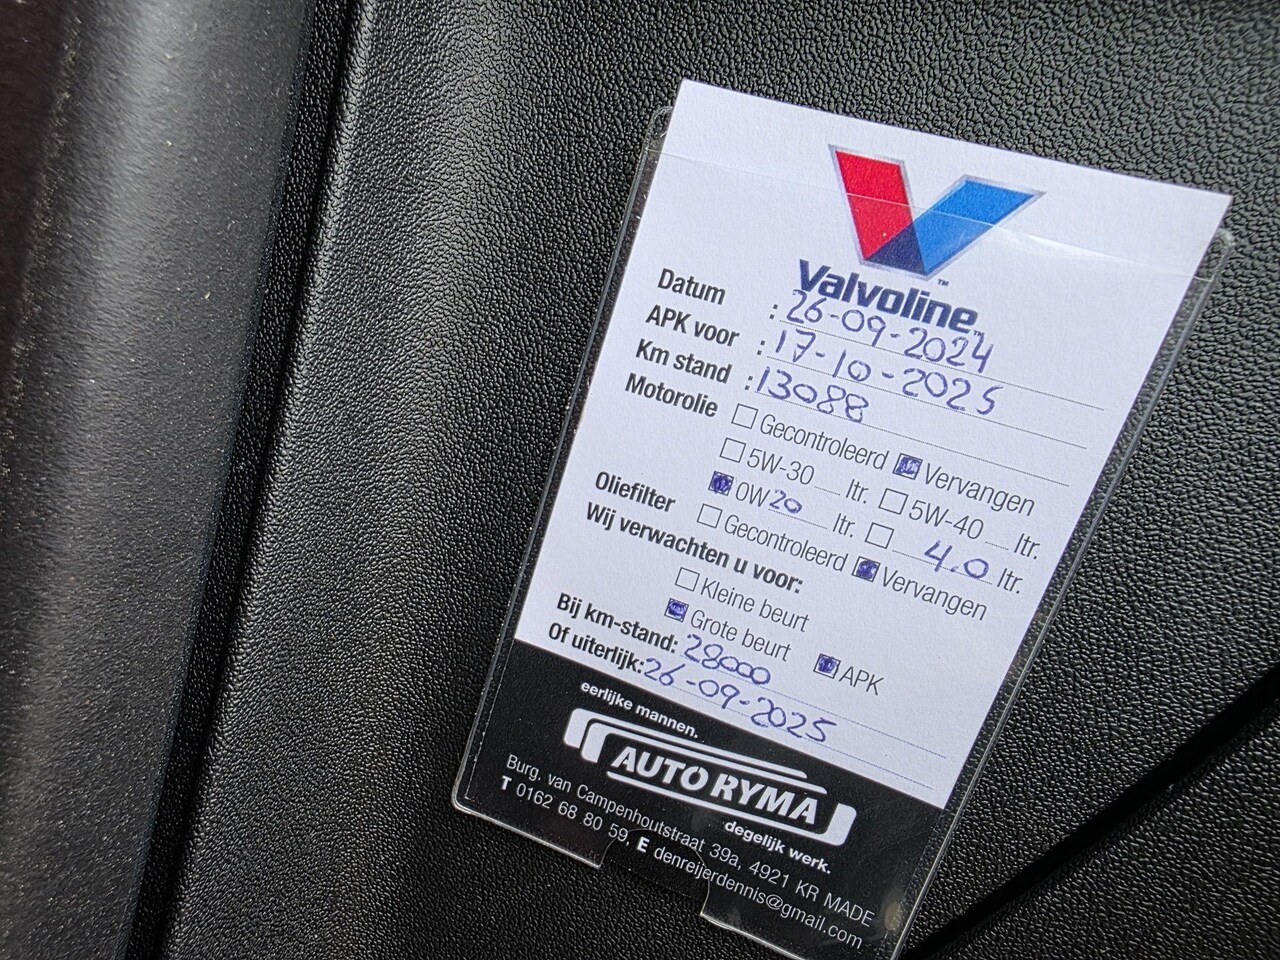 Valvoline™
Datum : 26-09-2024
APK voor : 17-10-2025
Km stand : 13088
Motorolie ☐ Gecontroleerd ☒ Vervangen
☐ 5W-30 ltr. ☐ 5W-40 ltr.
☒ 0W20 ltr. ☐ 4.0 ltr.
Oliefilter ☐ Gecontroleerd ☒ Vervangen
Wij verwachten u voor:
☐ Kleine beurt
☒ Grote beurt ☒ APK
Bij km-stand: 28000
Of uiterlijk: 26-09-2025
eerlijke mannen.
AUTO RYMA
degelijk werk.
Burg. van Campenhoutstraat 39a, 4921 KR MADE
T 0162 68 80 59, E denreijerdennis@gmail.com